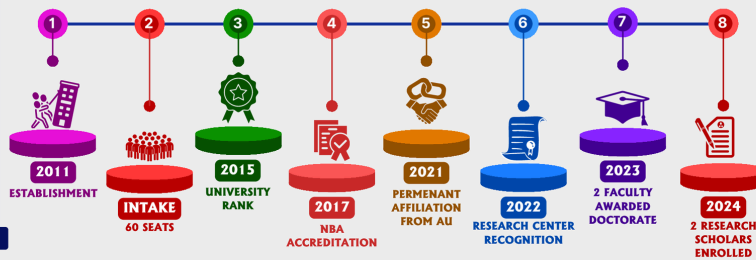 1
2
3
4
5
6
7
8
2011
ESTABLISHMENT
INTAKE
60 SEATS
2015
UNIVERSITY
RANK
2017
NBA
ACCREDITATION
2021
PERMENANT
AFFILIATION
FROM AU
2022
RESEARCH CENTER
RECOGNITION
2023
2 FACULTY
AWARDED
DOCTORATE
2024
2 RESEARCH
SCHOLARS
ENROLLED